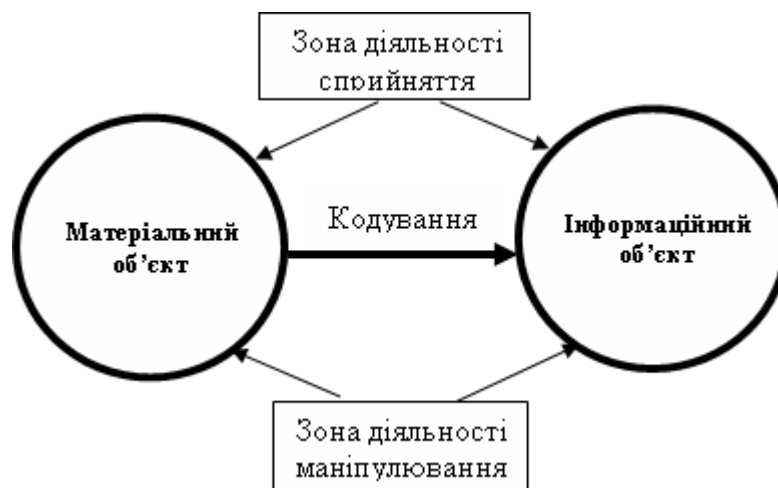 Зона діяльності
сприйняття
Кодування
Матеріальний
об’єкт
Інформаційний
об’єкт
Зона діяльності
маніпулювання